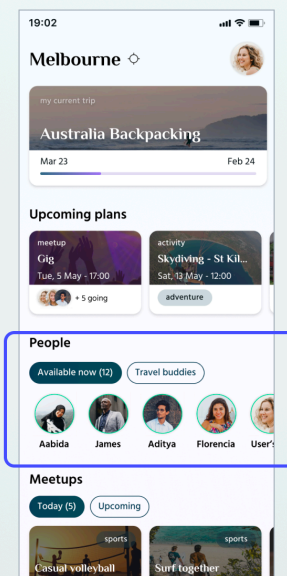 19:02
Melbourne
my current trip
Australia Backpacking
Mar 23 Feb 24
Upcoming plans
meetup
Gig
Tue, 5 May - 17:00
+ 5 going
activity
Skydiving - St Kil...
Sat, 13 May - 12:00
adventure
People
Available now (12) Travel buddies
Aabida James Aditya Florencia User's
Meetups
Today (5) Upcoming
sports
Casual volleyball
sports
Surf together